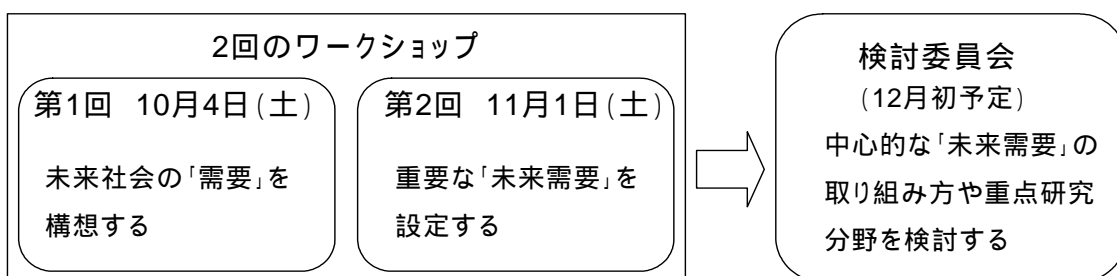 2回のワークショップ
第1回 10月4日(土)
未来社会の「需要」を
構想する
第2回 11月1日(土)
重要な「未来需要」を
設定する
検討委員会
(12月初予定)
中心的な「未来需要」の
取り組み方や重点研究
分野を検討する